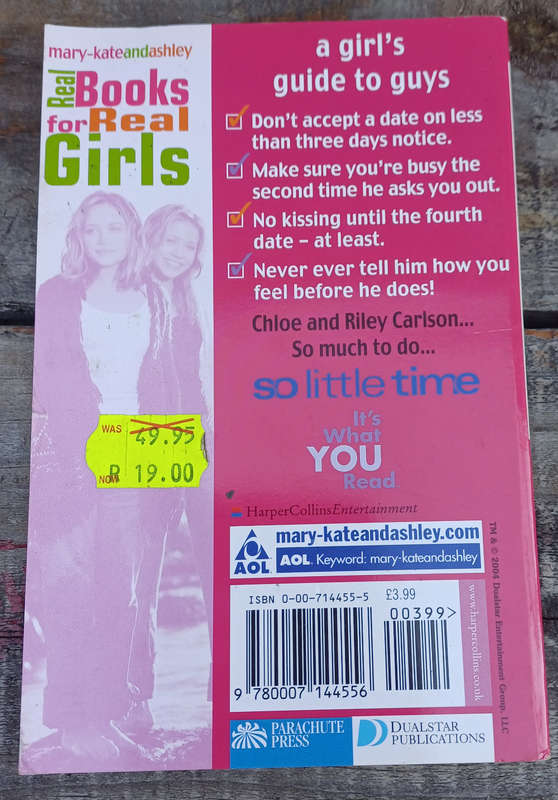 mary-kateandashley
Real Books
for Real
Girls
WAS 49.95
NOW R 19.00
a girl's
guide to guys
Don't accept a date on less
than three days notice.
Make sure you're busy the
second time he asks you out.
No kissing until the fourth
date – at least.
Never ever tell him how you
feel before he does!
Chloe and Riley Carlson...
So much to do...
so little time
It's
What
YOU
Read
HarperCollinsEntertainment
AOL
mary-kateandashley.com
AOL Keyword: mary-kateandashley
ISBN 0-00-714455-5
£3.99
00399>
9 780007 144556
www.harpercollins.co.uk
TM & © 2004 Dualstar Entertainment Group, LLC
PARACHUTE
PRESS
DUALSTAR
PUBLICATIONS